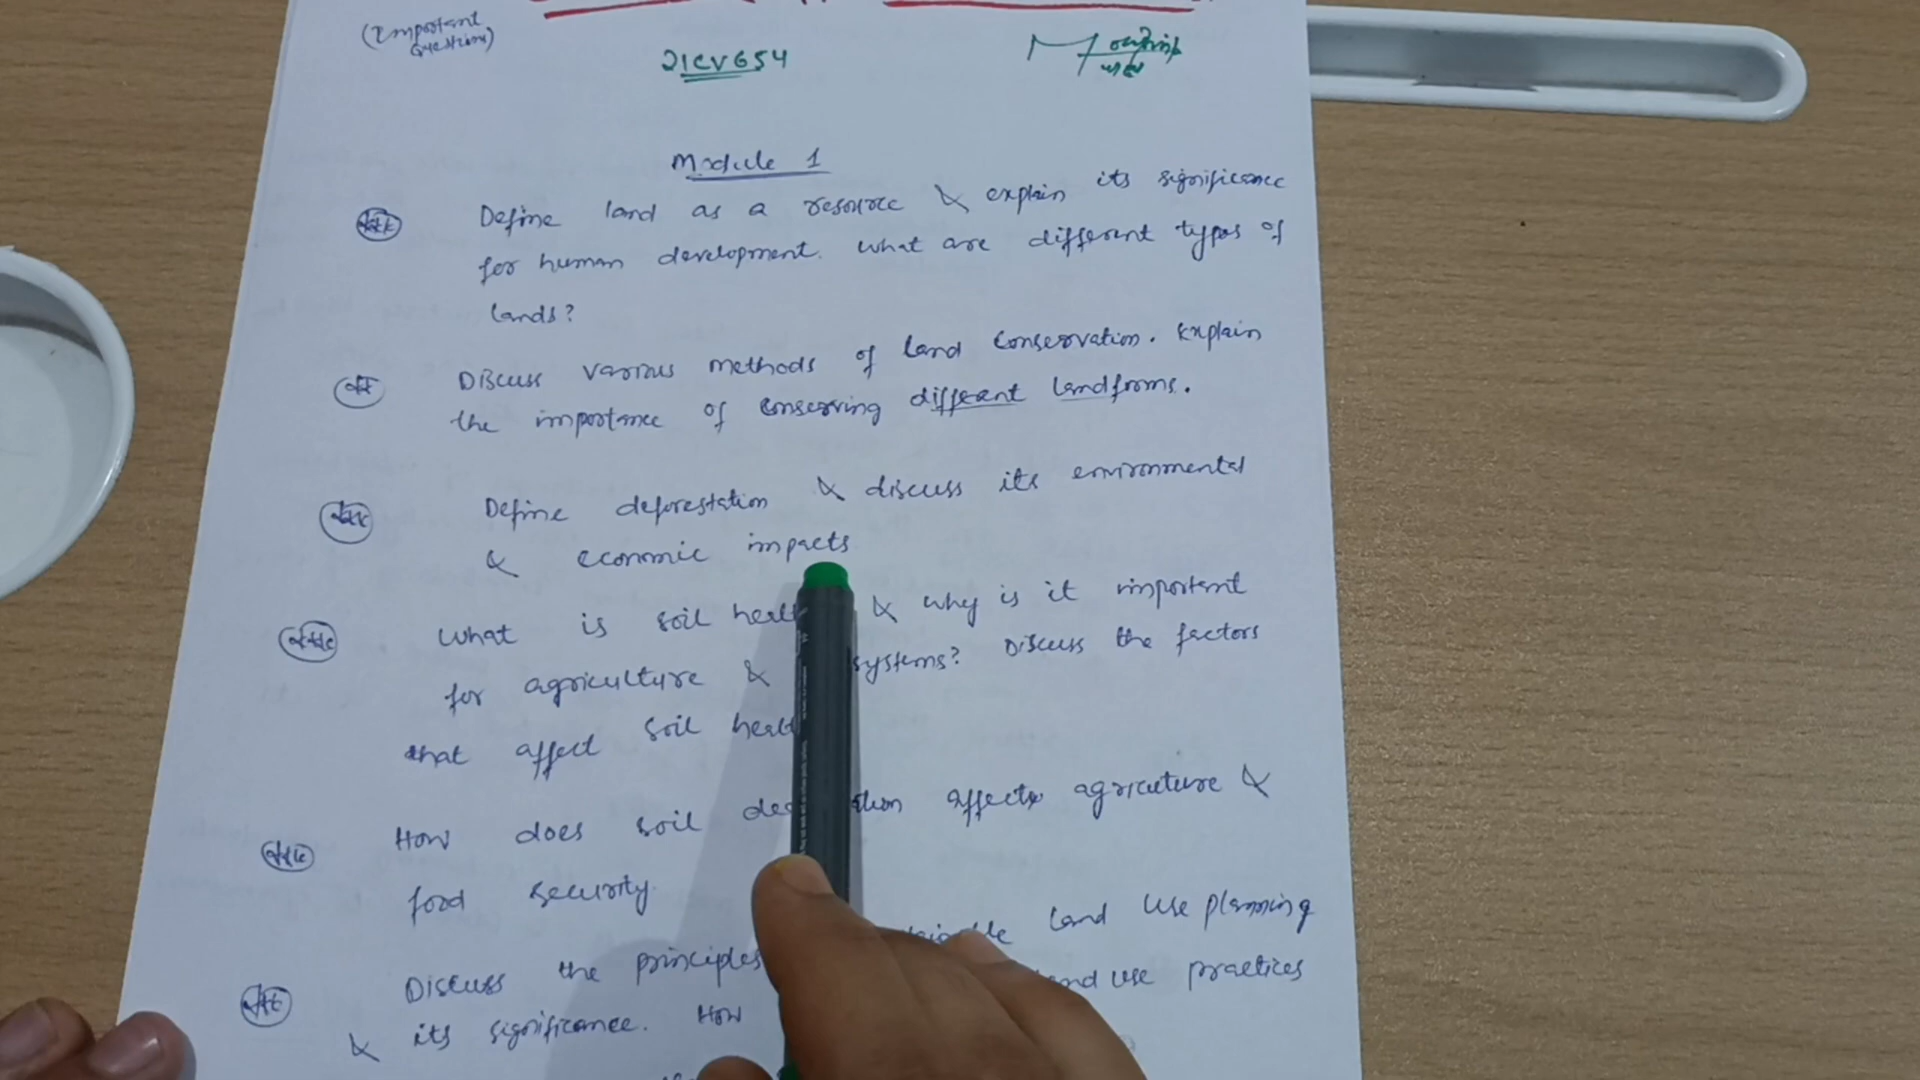 (Important
Questions)
21CV654
Module 1
Define land as a resource & explain its significance
for human development. What are different types of
lands?
Discuss various methods of land conservation. Explain
the importance of conserving different landforms.
Define deforestation & discuss its environmental
& economic impacts
What is soil & why is it important
for agriculture & systems? Discuss the factors
that affect soil
How does soil affects agriculture &
food security
Discuss the principles land use planning
& its significance. How use practices